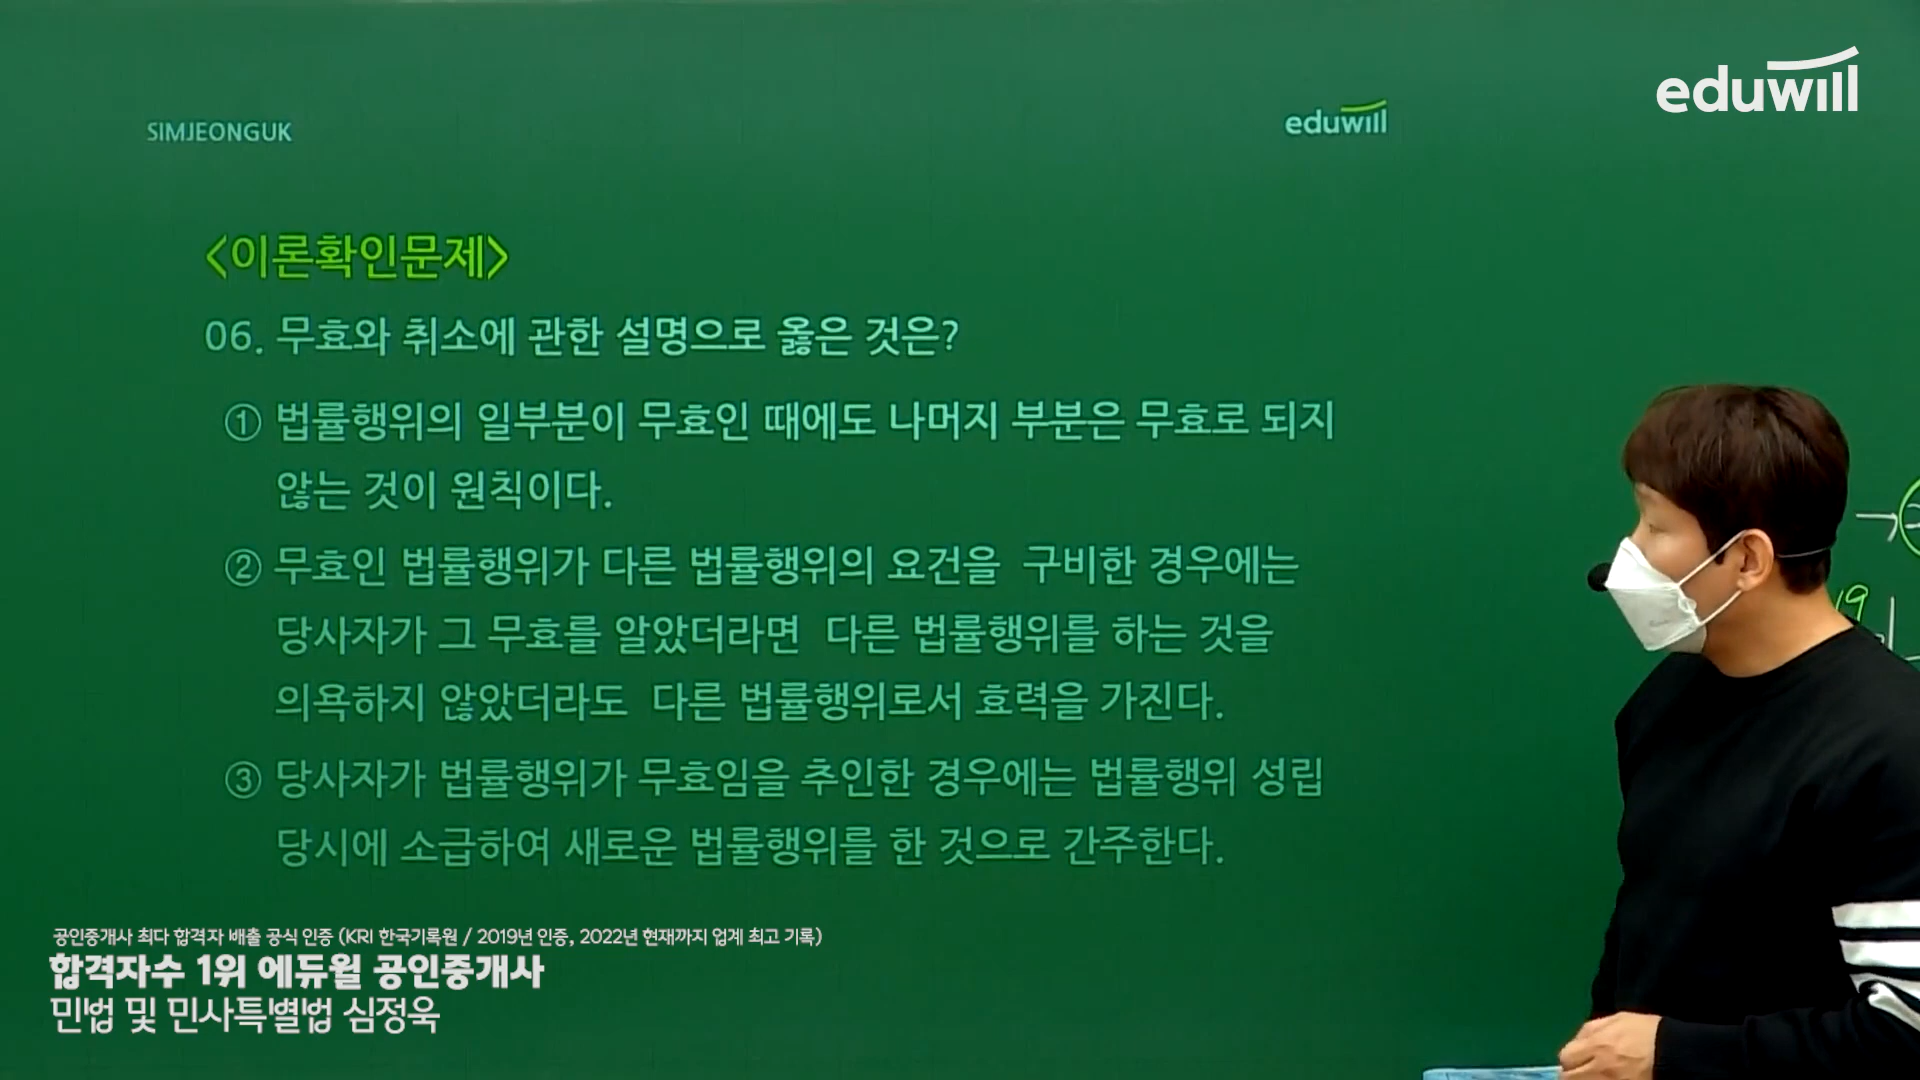 eduwill
SIMJEONGUK
eduwill
<이론확인문제>
06. 무효와 취소에 관한 설명으로 옳은 것은?
① 법률행위의 일부분이 무효인 때에도 나머지 부분은 무효로 되지
않는 것이 원칙이다.
② 무효인 법률행위가 다른 법률행위의 요건을 구비한 경우에는
당사자가 그 무효를 알았더라면 다른 법률행위를 하는 것을
의욕하지 않았더라도 다른 법률행위로서 효력을 가진다.
③ 당사자가 법률행위가 무효임을 추인한 경우에는 법률행위 성립
당시에 소급하여 새로운 법률행위를 한 것으로 간주한다.
공인중개사 최다 합격자 배출 공식 인증 (KRI 한국기록원 / 2019년 인증, 2022년 현재까지 업계 최고 기록)
합격자수 1위 에듀윌 공인중개사
민법 및 민사특별법 심정욱